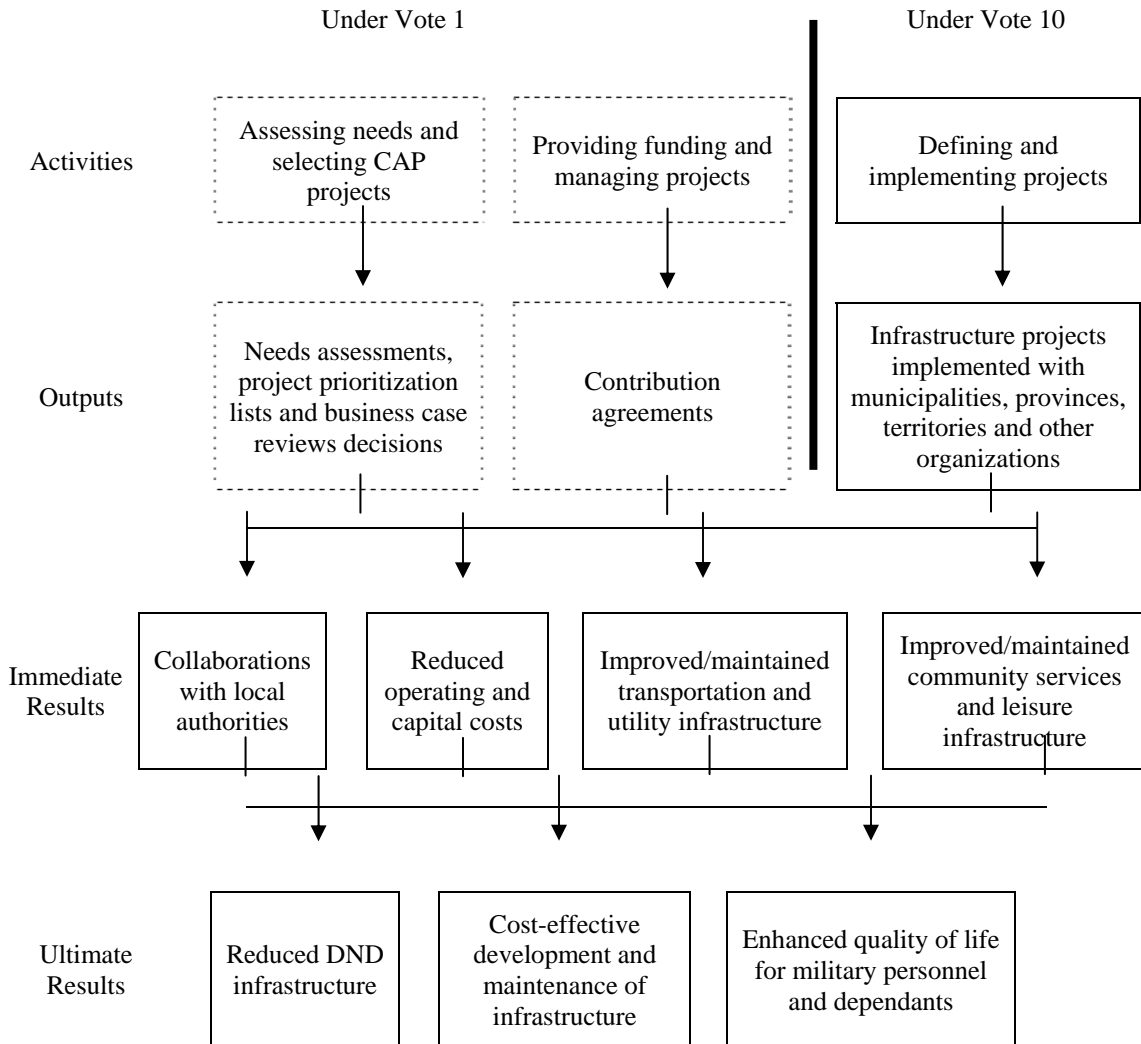 Under Vote 1
Under Vote 10
Activities
Assessing needs and
selecting CAP
projects
Providing funding and
managing projects
Defining and
implementing projects
Outputs
Needs assessments,
project prioritization
lists and business case
reviews decisions
Contribution
agreements
Infrastructure projects
implemented with
municipalities, provinces,
territories and other
organizations
Immediate
Results
Collaborations
with local
authorities
Reduced
operating and
capital costs
Improved/maintained
transportation and
utility infrastructure
Improved/maintained
community services
and leisure
infrastructure
Ultimate
Results
Reduced DND
infrastructure
Cost-effective
development and
maintenance of
infrastructure
Enhanced quality of life
for military personnel
and dependants